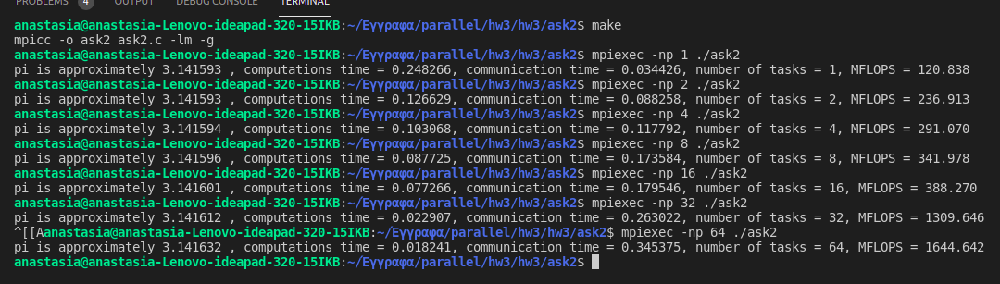 PROBLEMS 4 OUTPUT DEBUG CONSOLE TERMINAL
anastasia@anastasia-Lenovo-ideapad-320-15IKB:~/Έγγραφα/parallel/hw3/hw3/ask2$ make
mpicc -o ask2 ask2.c -lm -g
anastasia@anastasia-Lenovo-ideapad-320-15IKB:~/Έγγραφα/parallel/hw3/hw3/ask2$ mpiexec -np 1 ./ask2
pi is approximately 3.141593 , computations time = 0.248266, communication time = 0.034426, number of tasks = 1, MFLOPS = 120.838
anastasia@anastasia-Lenovo-ideapad-320-15IKB:~/Έγγραφα/parallel/hw3/hw3/ask2$ mpiexec -np 2 ./ask2
pi is approximately 3.141593 , computations time = 0.126629, communication time = 0.088258, number of tasks = 2, MFLOPS = 236.913
anastasia@anastasia-Lenovo-ideapad-320-15IKB:~/Έγγραφα/parallel/hw3/hw3/ask2$ mpiexec -np 4 ./ask2
pi is approximately 3.141594 , computations time = 0.103068, communication time = 0.117792, number of tasks = 4, MFLOPS = 291.070
anastasia@anastasia-Lenovo-ideapad-320-15IKB:~/Έγγραφα/parallel/hw3/hw3/ask2$ mpiexec -np 8 ./ask2
pi is approximately 3.141596 , computations time = 0.087725, communication time = 0.173584, number of tasks = 8, MFLOPS = 341.978
anastasia@anastasia-Lenovo-ideapad-320-15IKB:~/Έγγραφα/parallel/hw3/hw3/ask2$ mpiexec -np 16 ./ask2
pi is approximately 3.141601 , computations time = 0.077266, communication time = 0.179546, number of tasks = 16, MFLOPS = 388.270
anastasia@anastasia-Lenovo-ideapad-320-15IKB:~/Έγγραφα/parallel/hw3/hw3/ask2$ mpiexec -np 32 ./ask2
pi is approximately 3.141612 , computations time = 0.022907, communication time = 0.263022, number of tasks = 32, MFLOPS = 1309.646
^[[Aanastasia@anastasia-Lenovo-ideapad-320-15IKB:~/Έγγραφα/parallel/hw3/hw3/ask2$ mpiexec -np 64 ./ask2
pi is approximately 3.141632 , computations time = 0.018241, communication time = 0.345375, number of tasks = 64, MFLOPS = 1644.642
anastasia@anastasia-Lenovo-ideapad-320-15IKB:~/Έγγραφα/parallel/hw3/hw3/ask2$